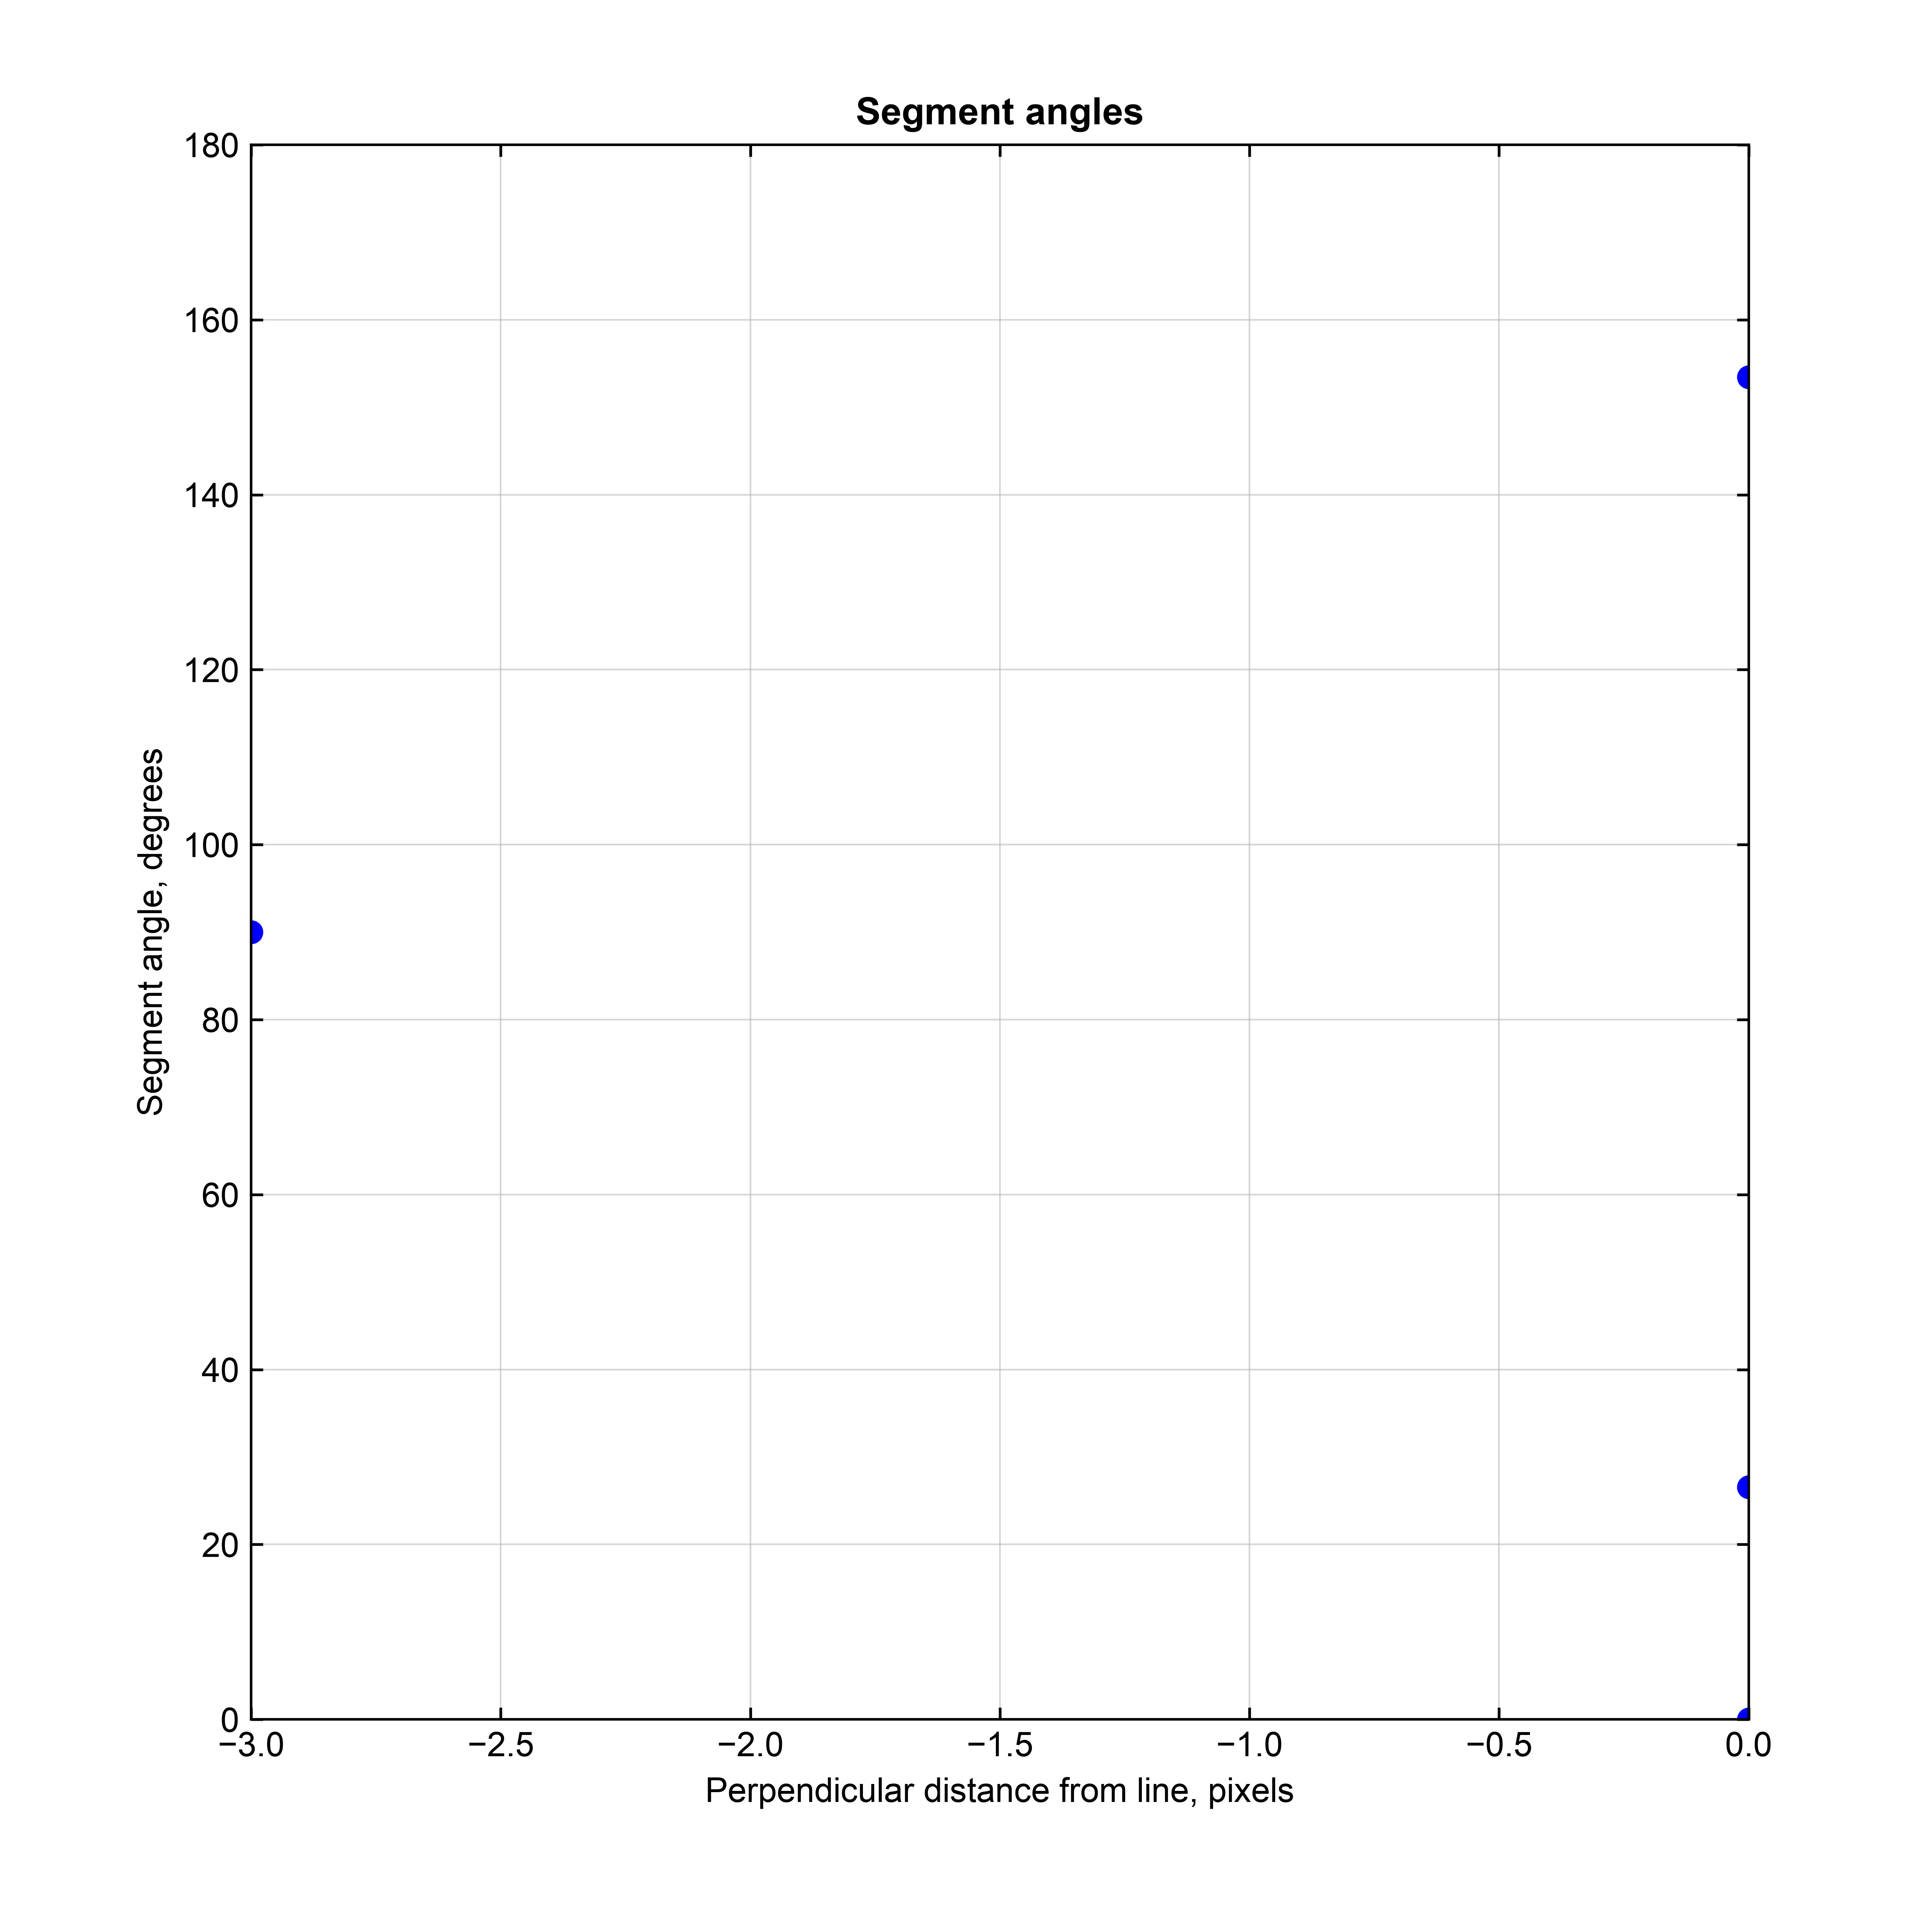 Segment angles
180
160
140
120
100
80
60
40
20
0
Segment angle, degrees
−3.0 −2.5 −2.0 −1.5 −1.0 −0.5 0.0
Perpendicular distance from line, pixels